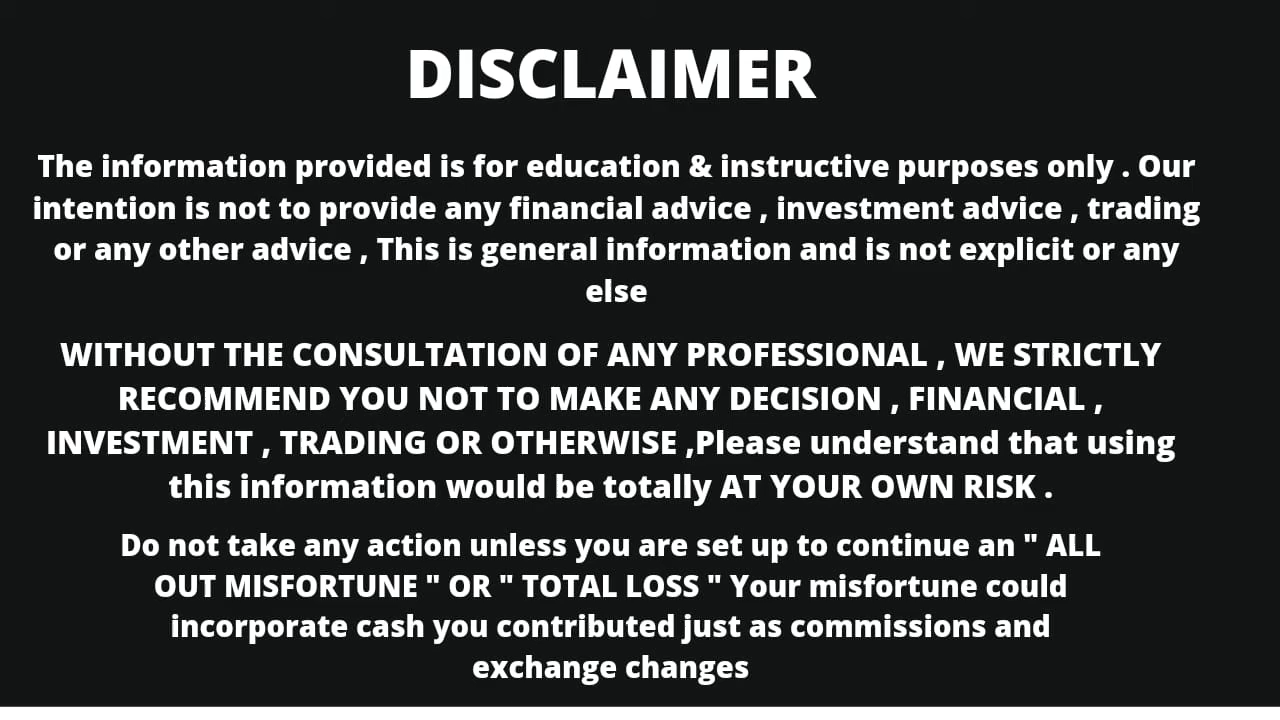 DISCLAIMER
The information provided is for education & instructive purposes only . Our
intention is not to provide any financial advice , investment advice , trading
or any other advice , This is general information and is not explicit or any
else
WITHOUT THE CONSULTATION OF ANY PROFESSIONAL , WE STRICTLY
RECOMMEND YOU NOT TO MAKE ANY DECISION , FINANCIAL ,
INVESTMENT , TRADING OR OTHERWISE ,Please understand that using
this information would be totally AT YOUR OWN RISK .
Do not take any action unless you are set up to continue an " ALL
OUT MISFORTUNE " OR " TOTAL LOSS " Your misfortune could
incorporate cash you contributed just as commissions and
exchange changes